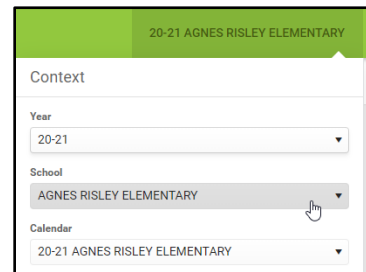 20-21 AGNES RISLEY ELEMENTARY
Context
Year
20-21
School
AGNES RISLEY ELEMENTARY
Calendar
20-21 AGNES RISLEY ELEMENTARY